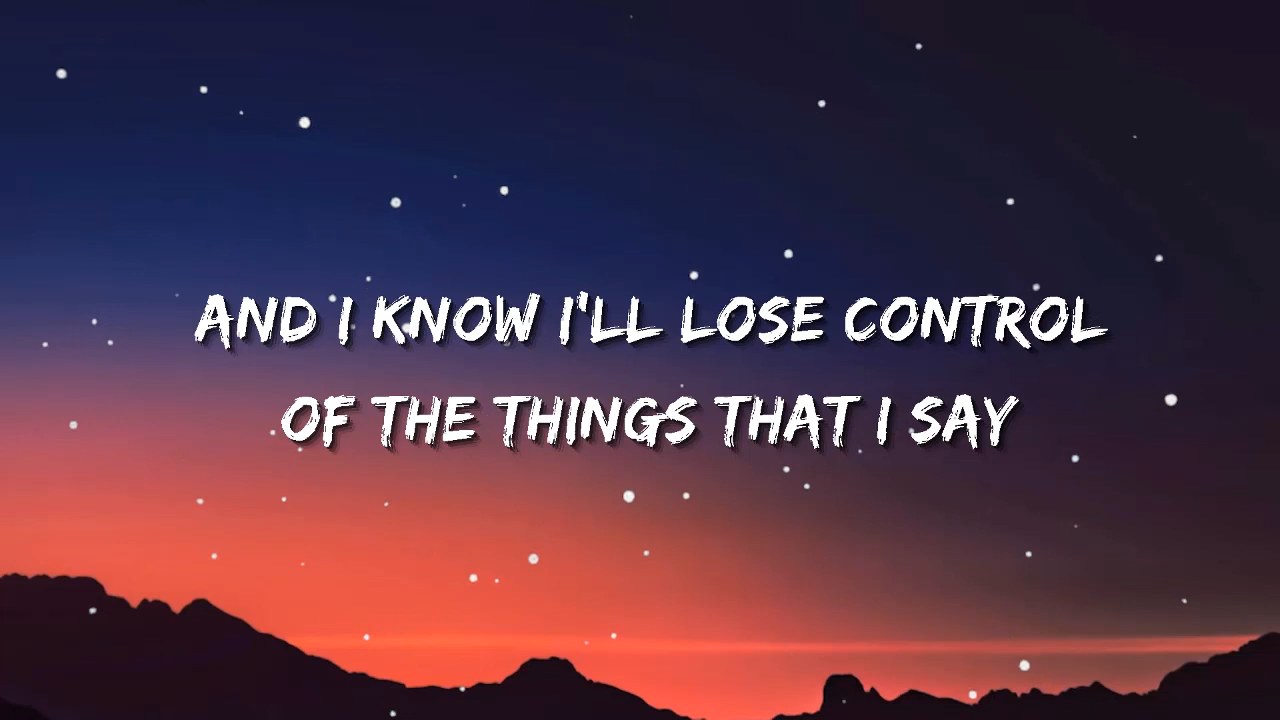 AND I KNOW I'LL LOSE CONTROL
OF THE THINGS THAT I SAY